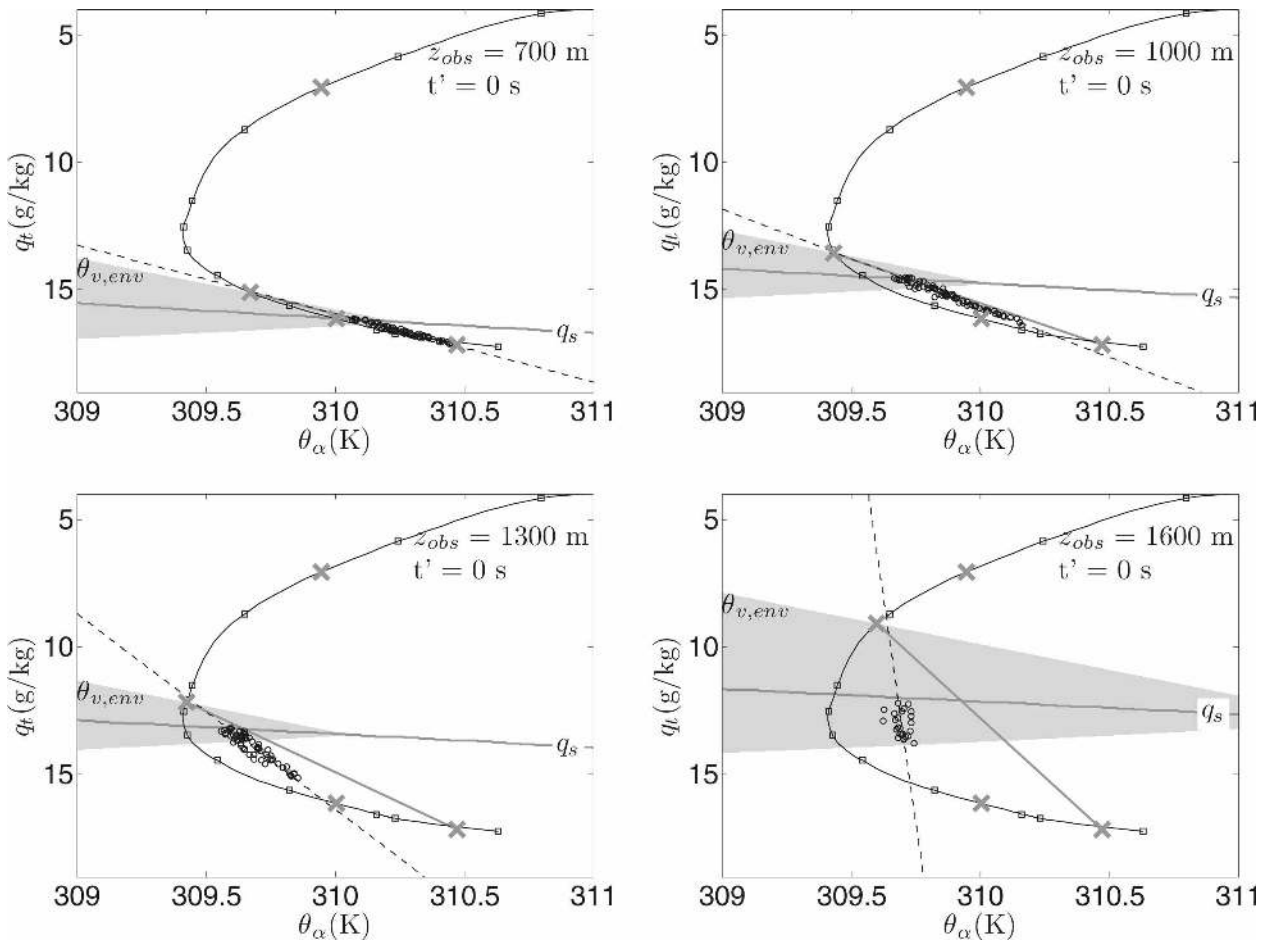 5
10
15
q_t(g/kg)
z_obs = 700 m
t' = 0 s
θ_v,env
q_s
309 309.5 310 310.5 311
θ_α(K)
5
10
15
q_t(g/kg)
z_obs = 1000 m
t' = 0 s
θ_v,env
q_s
309 309.5 310 310.5 311
θ_α(K)
5
10
15
q_t(g/kg)
z_obs = 1300 m
t' = 0 s
θ_v,env
q_s
309 309.5 310 310.5 311
θ_α(K)
5
10
15
q_t(g/kg)
z_obs = 1600 m
t' = 0 s
θ_v,env
q_s
309 309.5 310 310.5 311
θ_α(K)